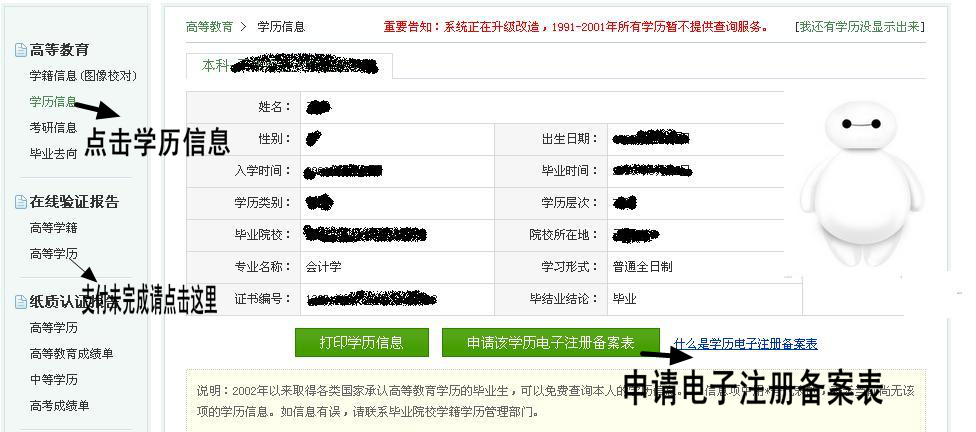 高等教育
学籍信息(图像校对)
学历信息
点击学历信息
考研信息
毕业去向
在线验证报告
高等学籍
高等学历
支付未完成请点击这里
纸质认证报告
高等学历
高等教育成绩单
中等学历
高考成绩单
高等教育 > 学历信息
重要告知：系统正在升级改造，1991-2001年所有学历暂不提供查询服务。
[我还有学历没显示出来]
本科
姓名：
性别：
出生日期：
入学时间：
毕业时间：
学历类别：
学历层次：
毕业院校：
院校所在地：
专业名称： 会计学
学习形式： 普通全日制
证书编号：
毕结业结论： 毕业
打印学历信息
申请该学历电子注册备案表
什么是学历电子注册备案表
申请电子注册备案表
说明：2002年以来取得各类国家承认高等教育学历的毕业生，可以免费查询本人的学历信息。
信息项中
尚无该
项的学历信息。如信息有误，请联系毕业院校学籍学历管理部门。